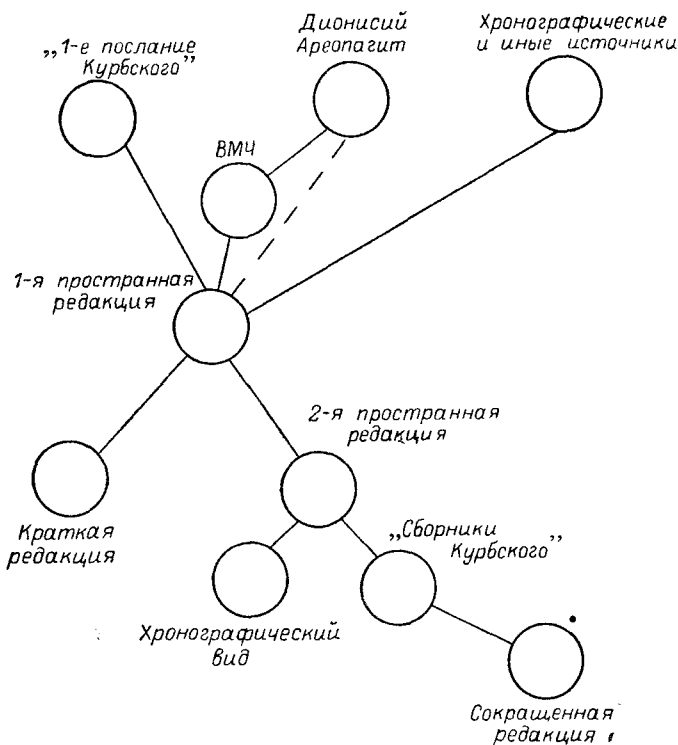 „1-е послание
Курбского”
Дионисий
Ареопагит
Хронографические
и иные источники
ВМЧ
1-я пространная
редакция
2-я пространная
редакция
Краткая
редакция
„Сборники
Курбского”
Хронографический
вид
Сокращенная
редакция